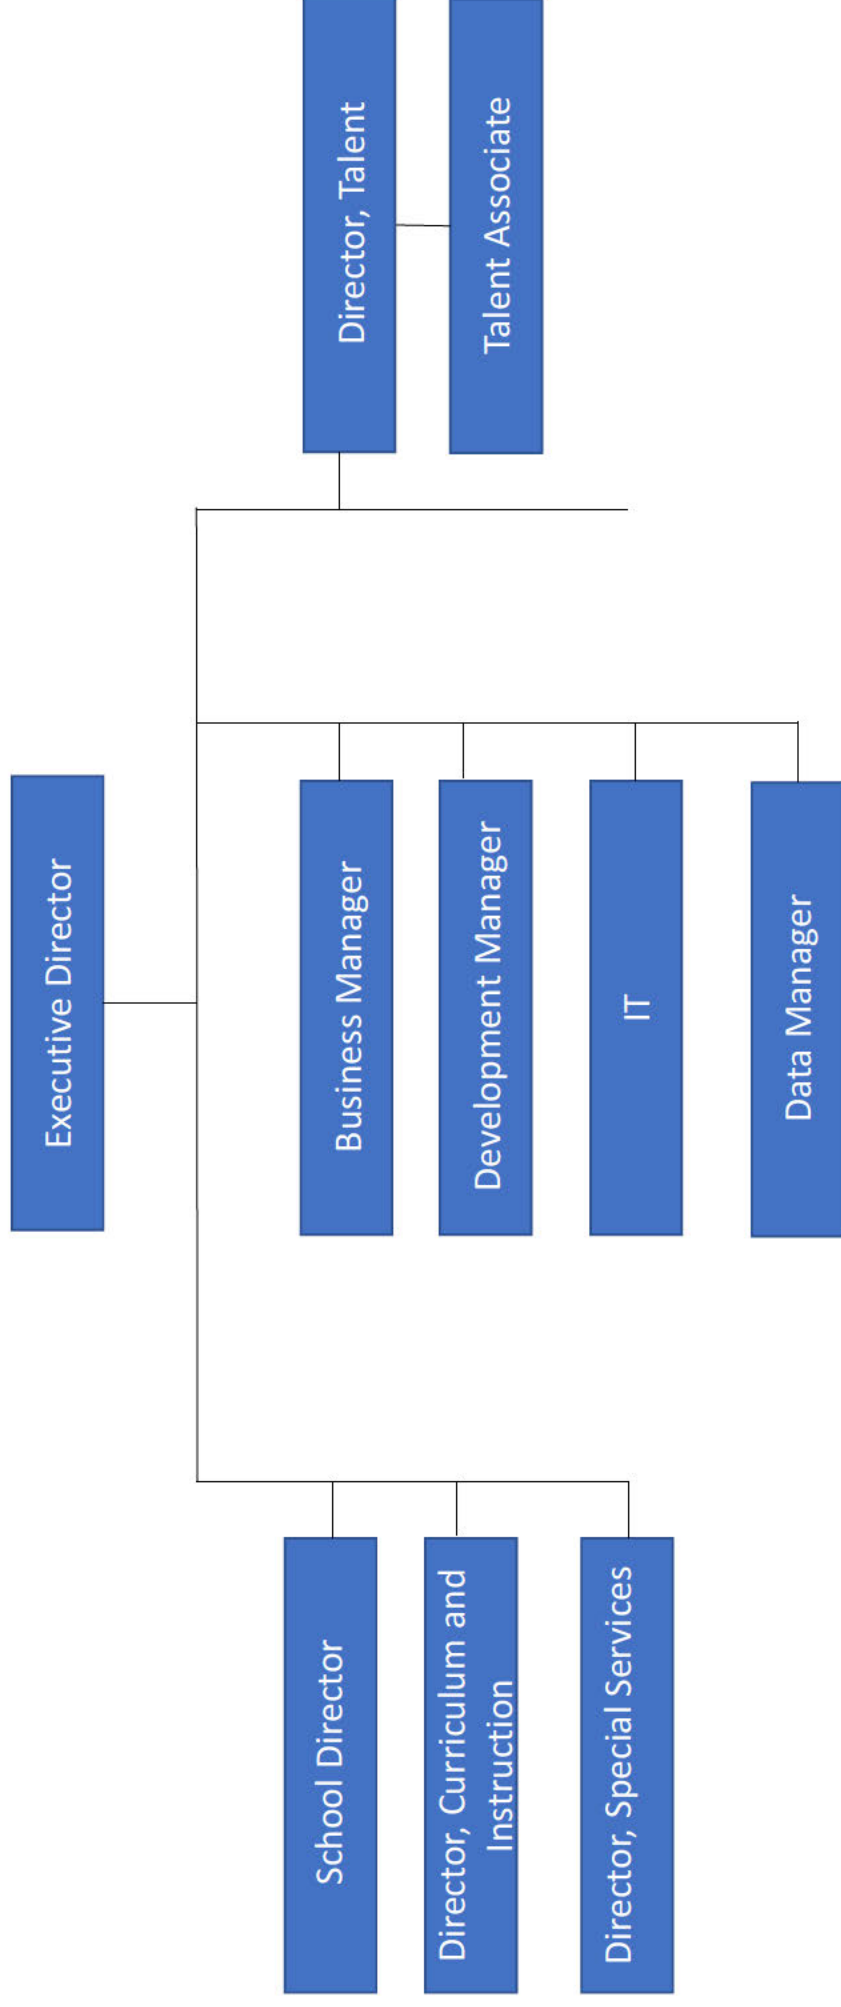 Executive Director
School Director
Director, Curriculum and
Instruction
Director, Special Services
Business Manager
Development Manager
IT
Data Manager
Director, Talent
Talent Associate